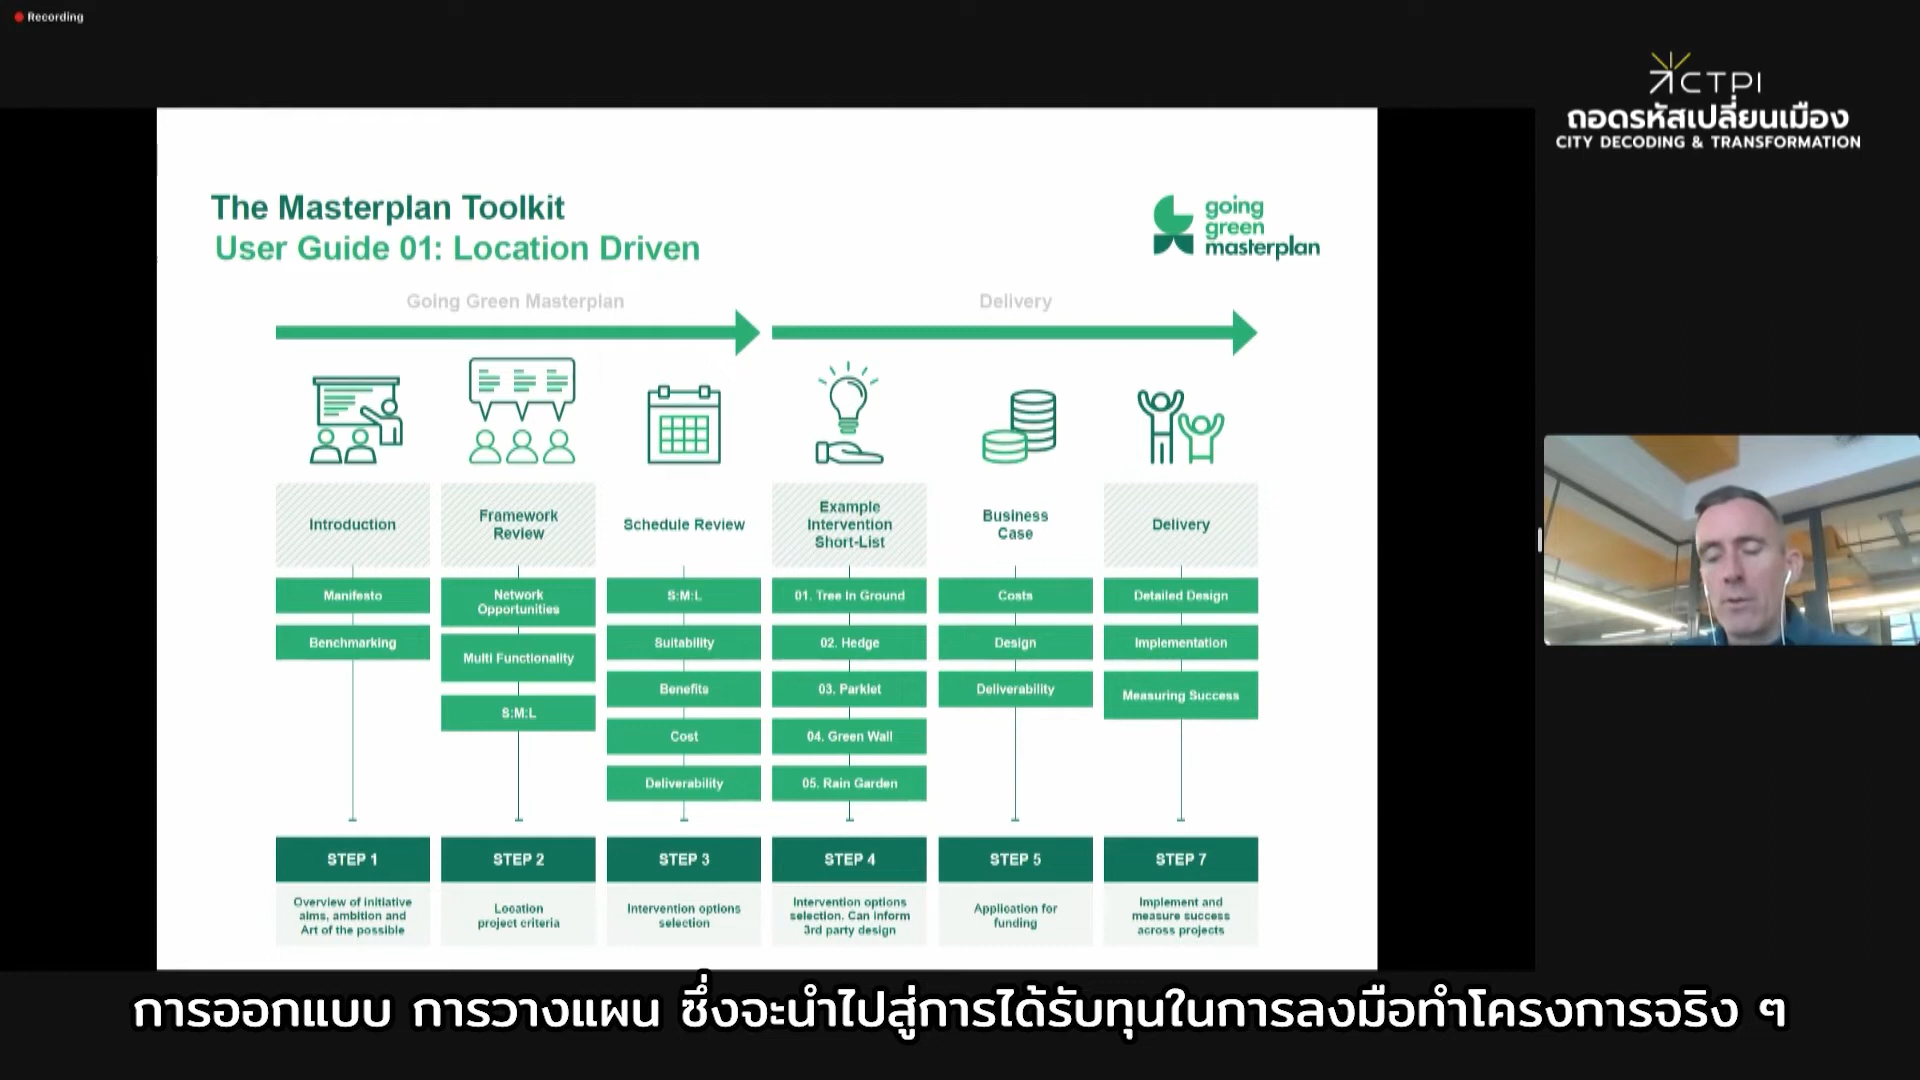 Recording
ACTPI
ถอดรหัสเปลี่ยนเมือง
CITY DECODING & TRANSFORMATION
The Masterplan Toolkit
User Guide 01: Location Driven
going
green
masterplan
Going Green Masterplan
Delivery
Introduction
Manifesto
Benchmarking
STEP 1
Overview of initiative
aims, ambition and
Art of the possible
Framework
Review
Network
Opportunities
Multi Functionality
S:M:L
STEP 2
Location
project criteria
Schedule Review
S:M:L
Suitability
Benefits
Cost
Deliverability
STEP 3
Intervention options
selection
Example
Intervention
Short-List
01. Tree In Ground
02. Hedge
03. Parklet
04. Green Wall
05. Rain Garden
STEP 4
Intervention options
selection. Can inform
3rd party design
Business
Case
Costs
Design
Deliverability
STEP 5
Application for
funding
Delivery
Detailed Design
Implementation
Measuring Success
STEP 7
Implement and
measure success
across projects
การออกแบบ การวางแผน ซึ่งจะนำไปสู่การได้รับทุนในการลงมือทำโครงการจริง ๆ